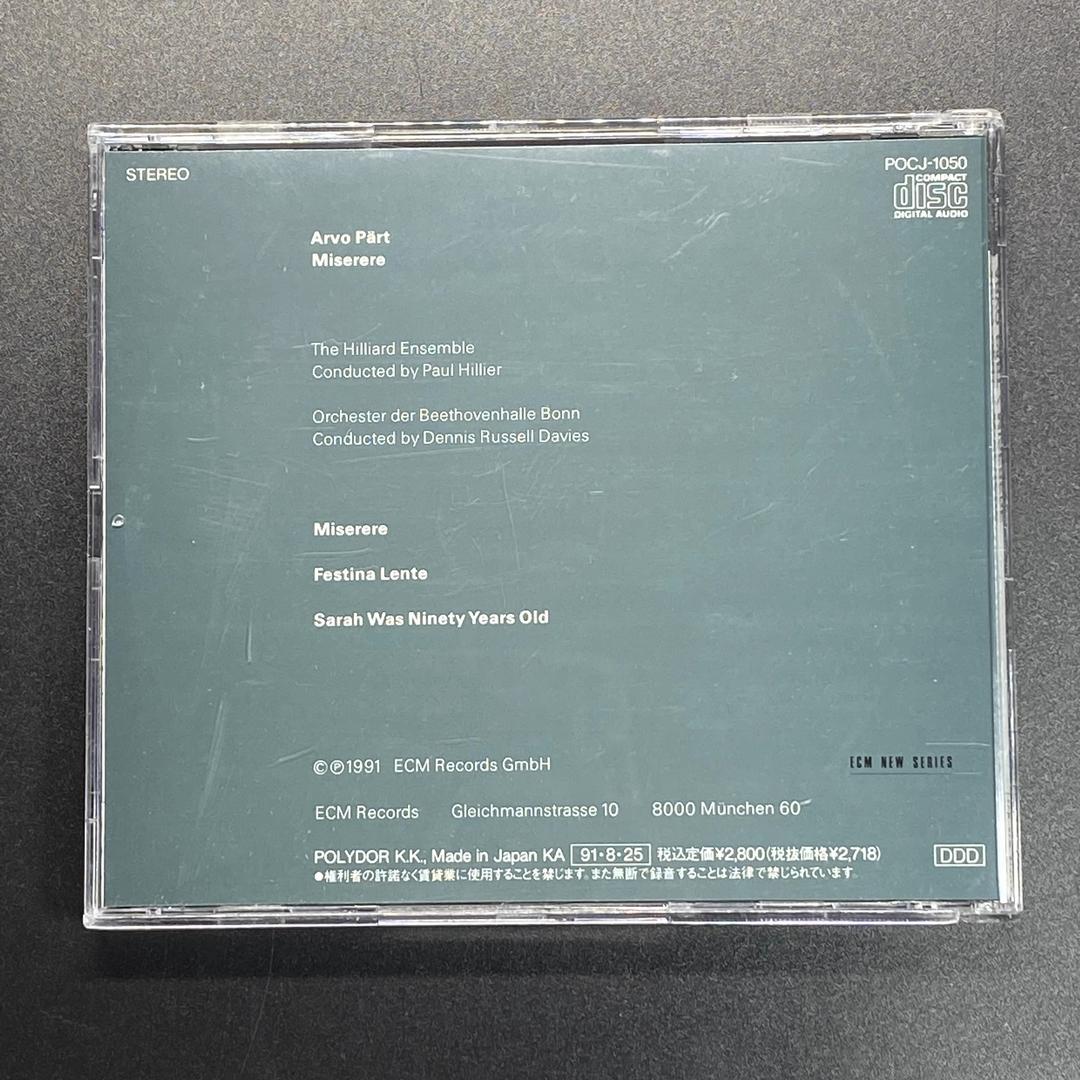 STEREO
POCJ-1050
COMPACT
disc
DIGITAL AUDIO
Arvo Pärt
Miserere
The Hilliard Ensemble
Conducted by Paul Hillier
Orchester der Beethovenhalle Bonn
Conducted by Dennis Russell Davies
Miserere
Festina Lente
Sarah Was Ninety Years Old
©℗1991 ECM Records GmbH
ECM NEW SERIES
ECM Records Gleichmannstrasse 10 8000 München 60
POLYDOR K.K., Made in Japan KA 91・8・25 税込定価¥2,800(税抜価格¥2,718)
DDD
●権利者の許諾なく賃貸業に使用することを禁じます。また無断で録音することは法律で禁じられています。